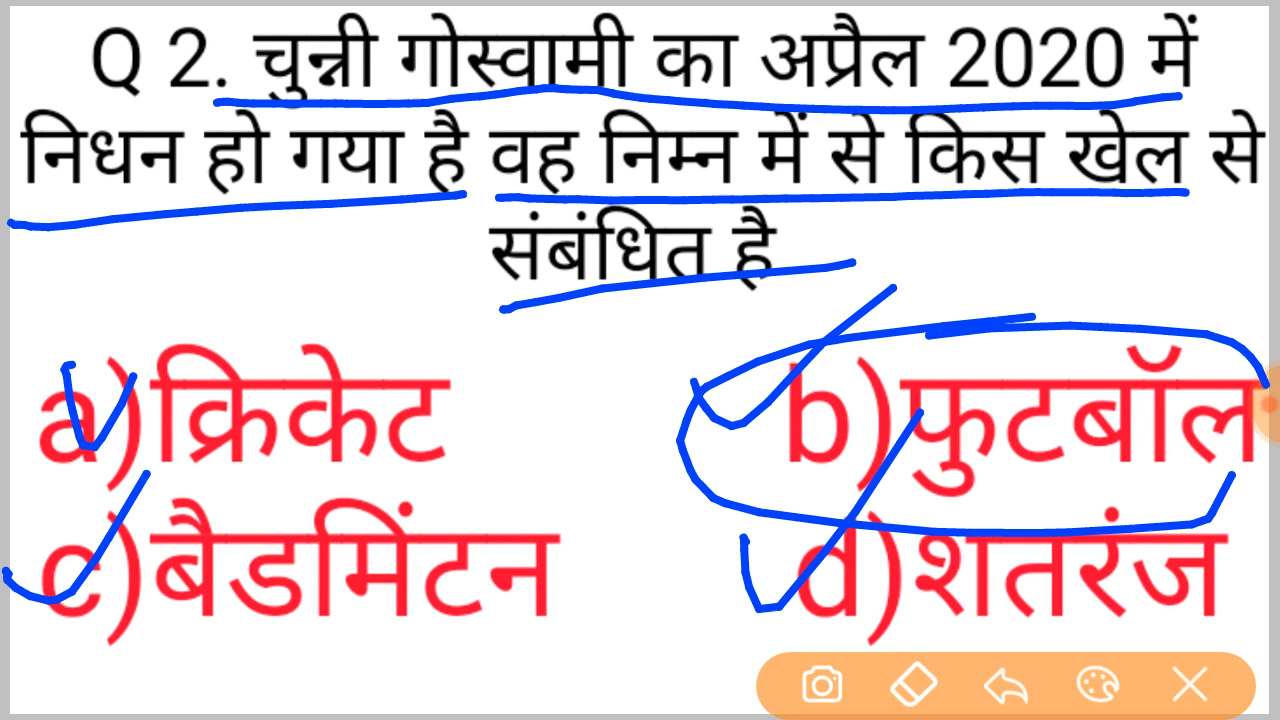 Q 2. चुन्नी गोस्वामी का अप्रैल 2020 में
निधन हो गया है वह निम्न में से किस खेल से
संबंधित है
a)क्रिकेट b)फुटबॉल
c)बैडमिंटन d)शतरंज